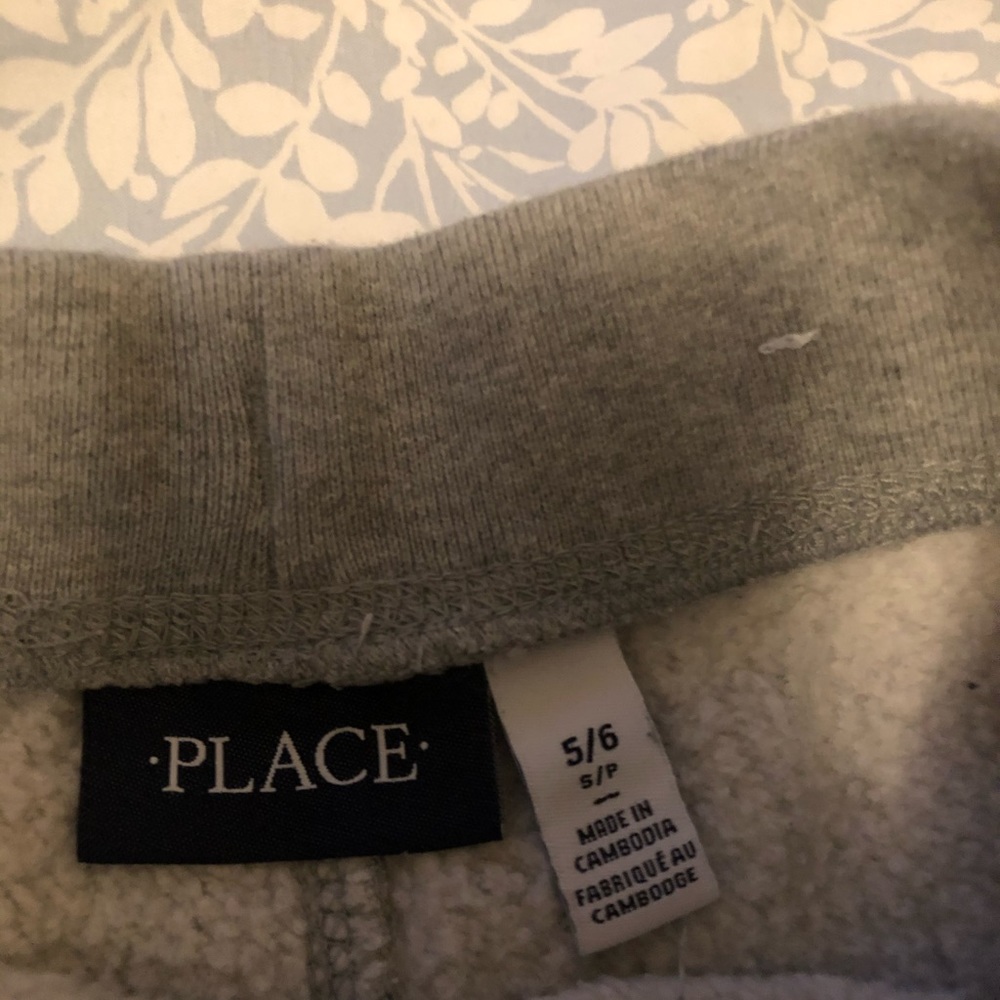 ·PLACE·
5/6
S/P
MADE IN
CAMBODIA
FABRIQUÉ AU
CAMBODGE